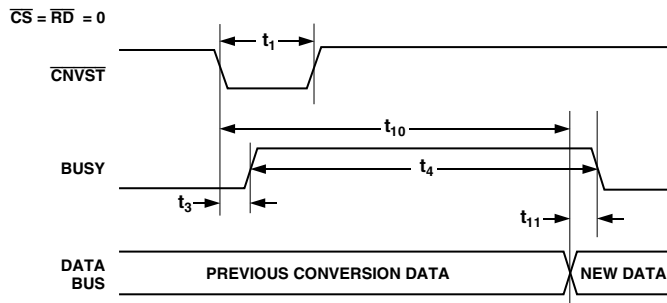 CS = RD = 0
t1
CNVST
t10
BUSY
t4
t3
t11
DATA
BUS
PREVIOUS CONVERSION DATA
NEW DATA